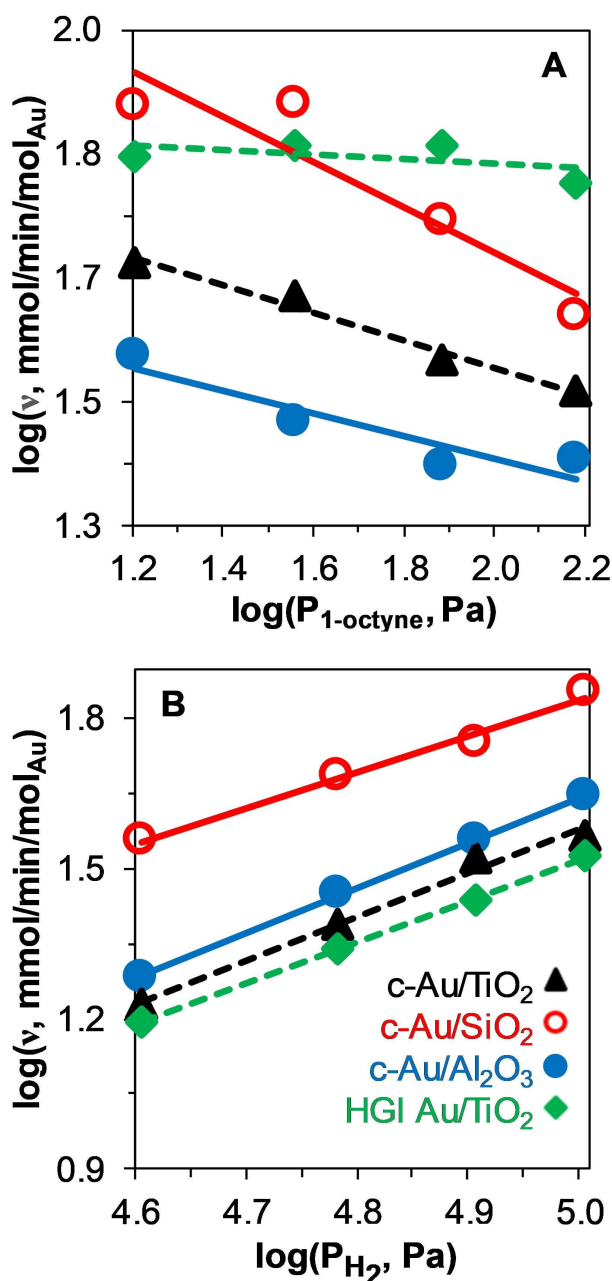 A
2.0
1.8
1.7
1.5
1.3
log(ν, mmol/min/molAu)
1.2 1.4 1.6 1.8 2.0 2.2
log(P1-octyne, Pa)
B
1.8
1.5
1.2
0.9
log(ν, mmol/min/molAu)
c-Au/TiO2
c-Au/SiO2
c-Au/Al2O3
HGI Au/TiO2
4.6 4.7 4.8 4.9 5.0
log(PH2, Pa)